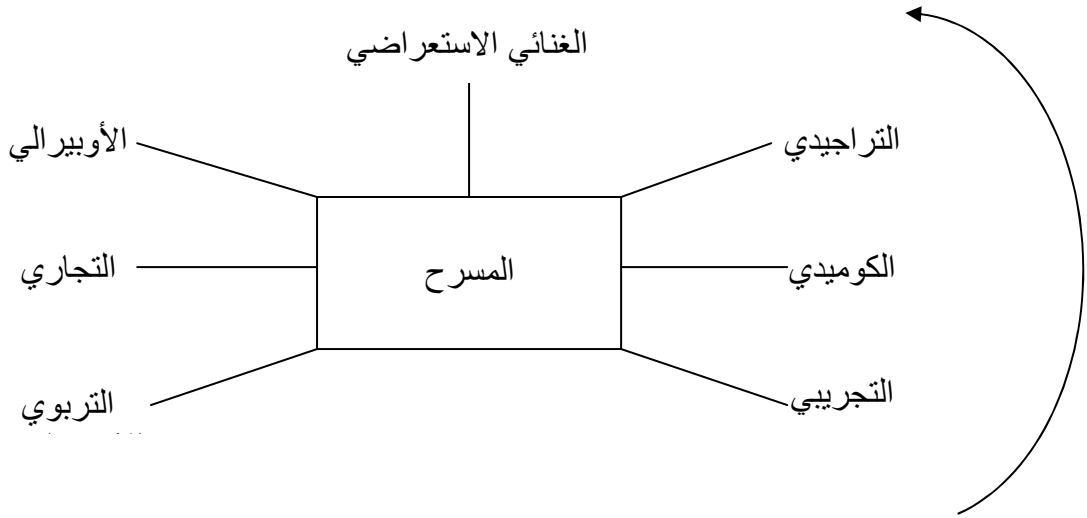 الغنائي الاستعراضي
التراجيدي
الأوبيرالي
الكوميدي
المسرح
التجاري
التجريبي
التربوي